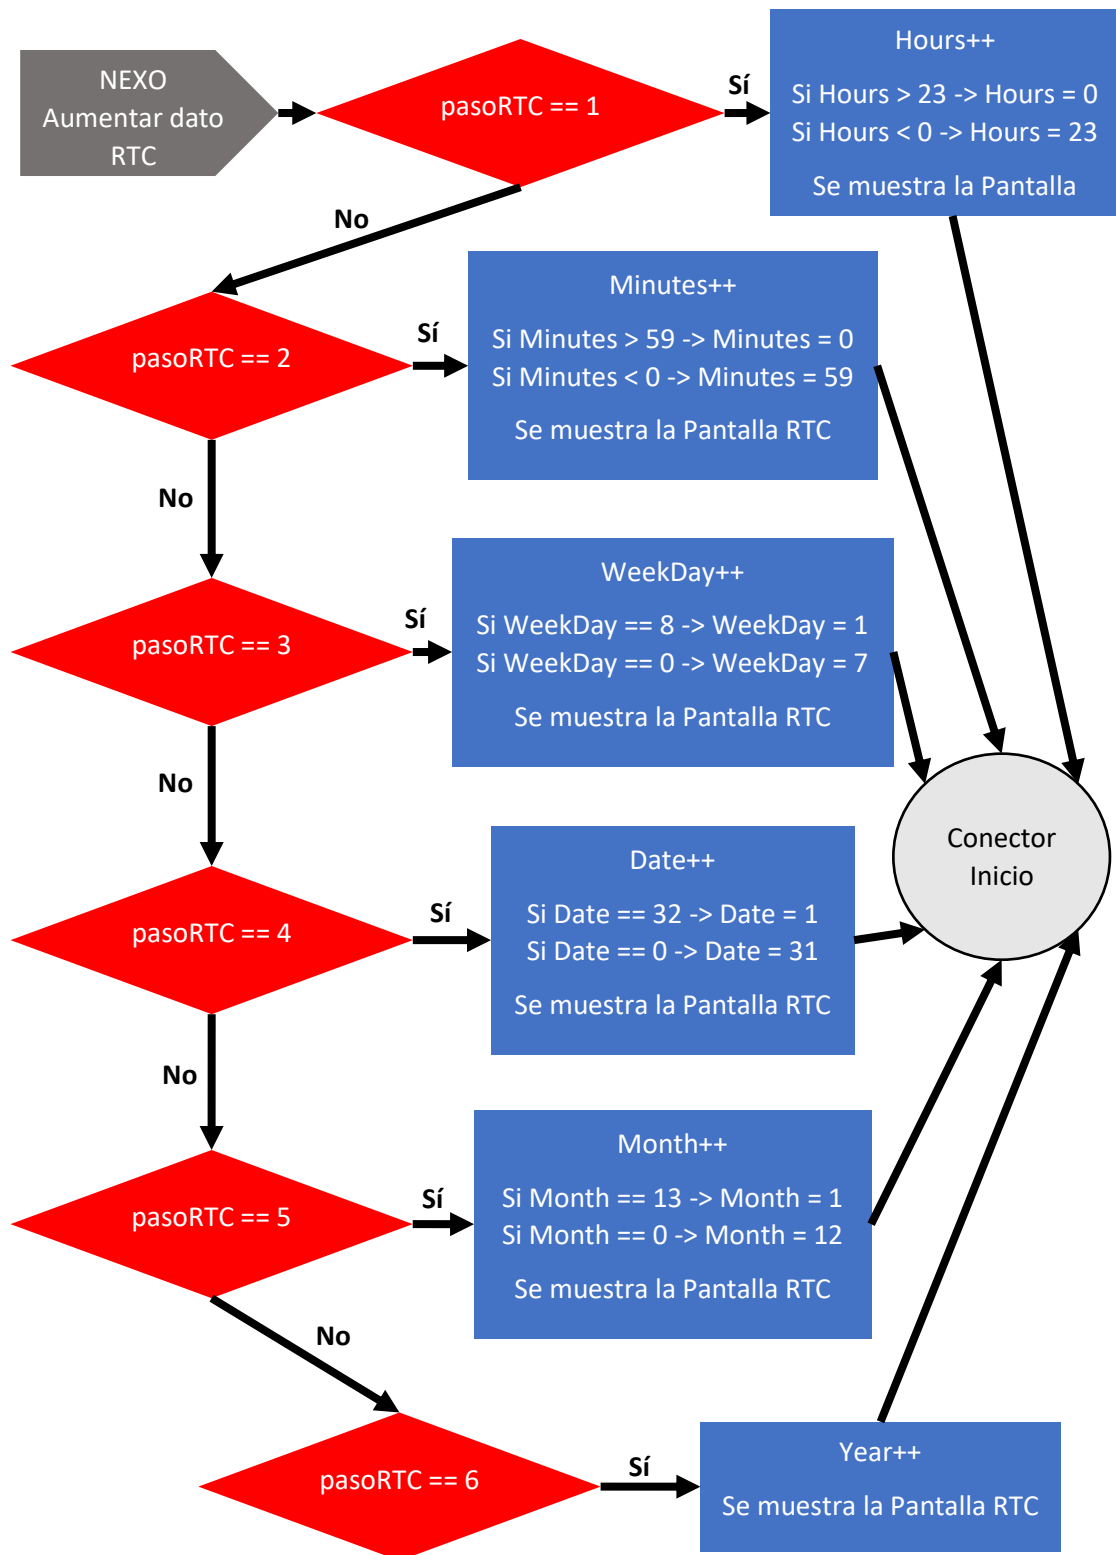 NEXO
Aumentar dato
RTC
pasoRTC == 1
Sí
Hours++
Si Hours > 23 -> Hours = 0
Si Hours < 0 -> Hours = 23
Se muestra la Pantalla
No
pasoRTC == 2
Sí
Minutes++
Si Minutes > 59 -> Minutes = 0
Si Minutes < 0 -> Minutes = 59
Se muestra la Pantalla RTC
No
pasoRTC == 3
Sí
WeekDay++
Si WeekDay == 8 -> WeekDay = 1
Si WeekDay == 0 -> WeekDay = 7
Se muestra la Pantalla RTC
No
Conector
Inicio
pasoRTC == 4
Sí
Date++
Si Date == 32 -> Date = 1
Si Date == 0 -> Date = 31
Se muestra la Pantalla RTC
No
pasoRTC == 5
Sí
Month++
Si Month == 13 -> Month = 1
Si Month == 0 -> Month = 12
Se muestra la Pantalla RTC
No
pasoRTC == 6
Sí
Year++
Se muestra la Pantalla RTC